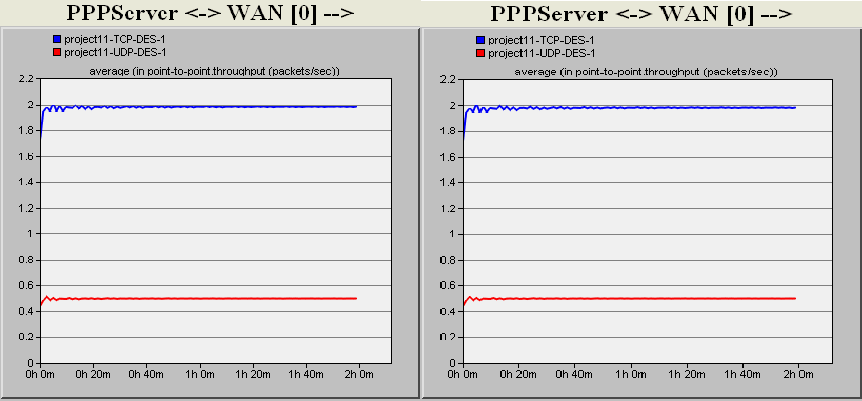 PPPServer <-> WAN [0] -->
project11-TCP-DES-1
project11-UDP-DES-1
average (in point-to-point.throughput (packets/sec))
2.2
2
1.8
1.6
1.4
1.2
1
0.8
0.6
0.4
0.2
0
0h 0m 0h 20m 0h 40m 1h 0m 1h 20m 1h 40m 2h 0m
PPPServer <-> WAN [0] -->
project11-TCP-DES-1
project11-UDP-DES-1
average (in point-to-point.throughput (packets/sec))
2.2
2
1.8
1.6
1.4
1.2
1
0.8
0.6
0.4
0.2
0
0h 0m 0h 20m 0h 40m 1h 0m 1h 20m 1h 40m 2h 0m